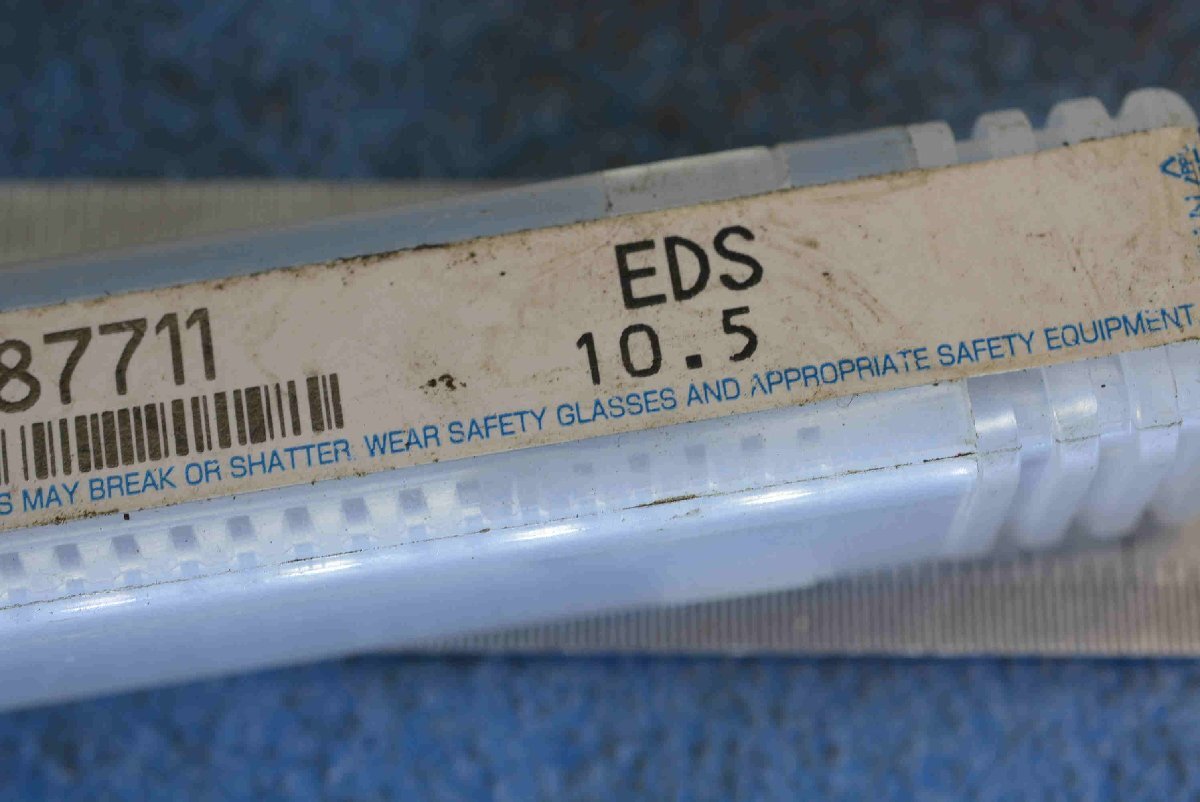 EDS
10.5
87711
S MAY BREAK OR SHATTER. WEAR SAFETY GLASSES AND APPROPRIATE SAFETY EQUIPMENT